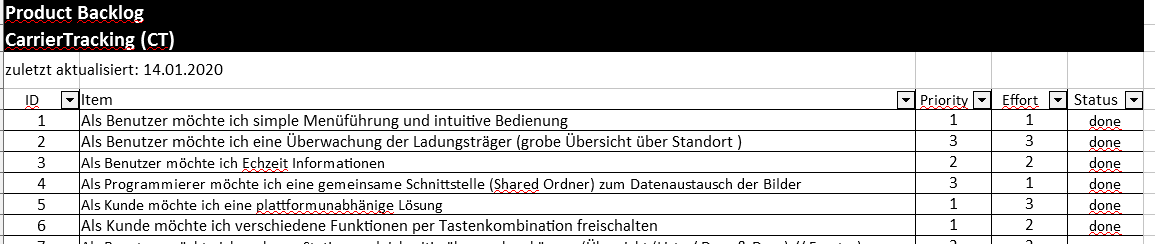 Product Backlog
CarrierTracking (CT)
zuletzt aktualisiert: 14.01.2020
ID Item Priority Effort Status
1 Als Benutzer möchte ich simple Menüführung und intuitive Bedienung 1 1 done
2 Als Benutzer möchte ich eine Überwachung der Ladungsträger (grobe Übersicht über Standort ) 3 3 done
3 Als Benutzer möchte ich Echzeit Informationen 2 2 done
4 Als Programmierer möchte ich eine gemeinsame Schnittstelle (Shared Ordner) zum Datenaustausch der Bilder 3 1 done
5 Als Kunde möchte ich eine plattformunabhänige Lösung 1 3 done
6 Als Kunde möchte ich verschiedene Funktionen per Tastenkombination freischalten 1 2 done